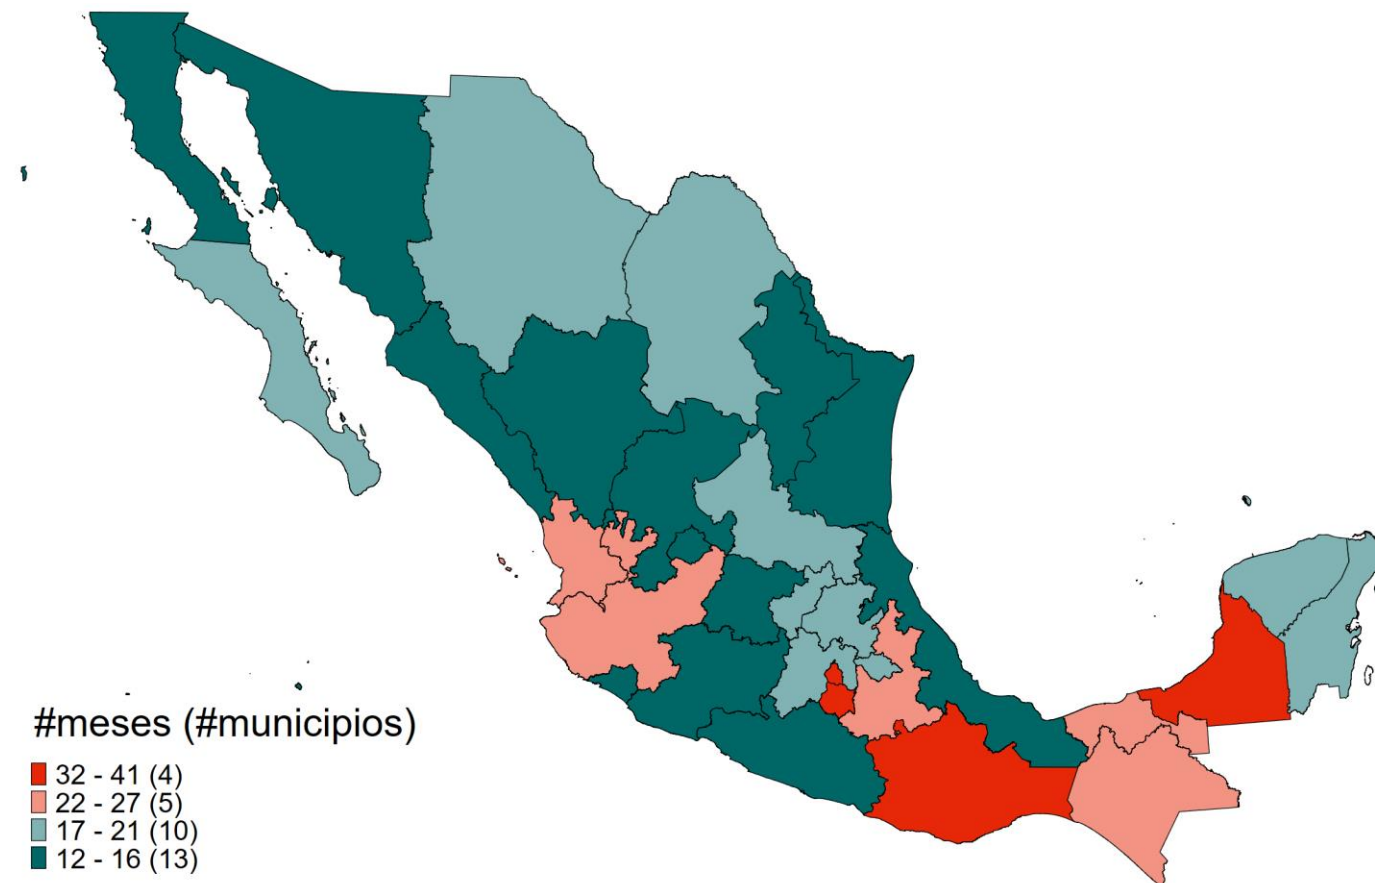 #meses (#municipios)
32 - 41 (4)
22 - 27 (5)
17 - 21 (10)
12 - 16 (13)